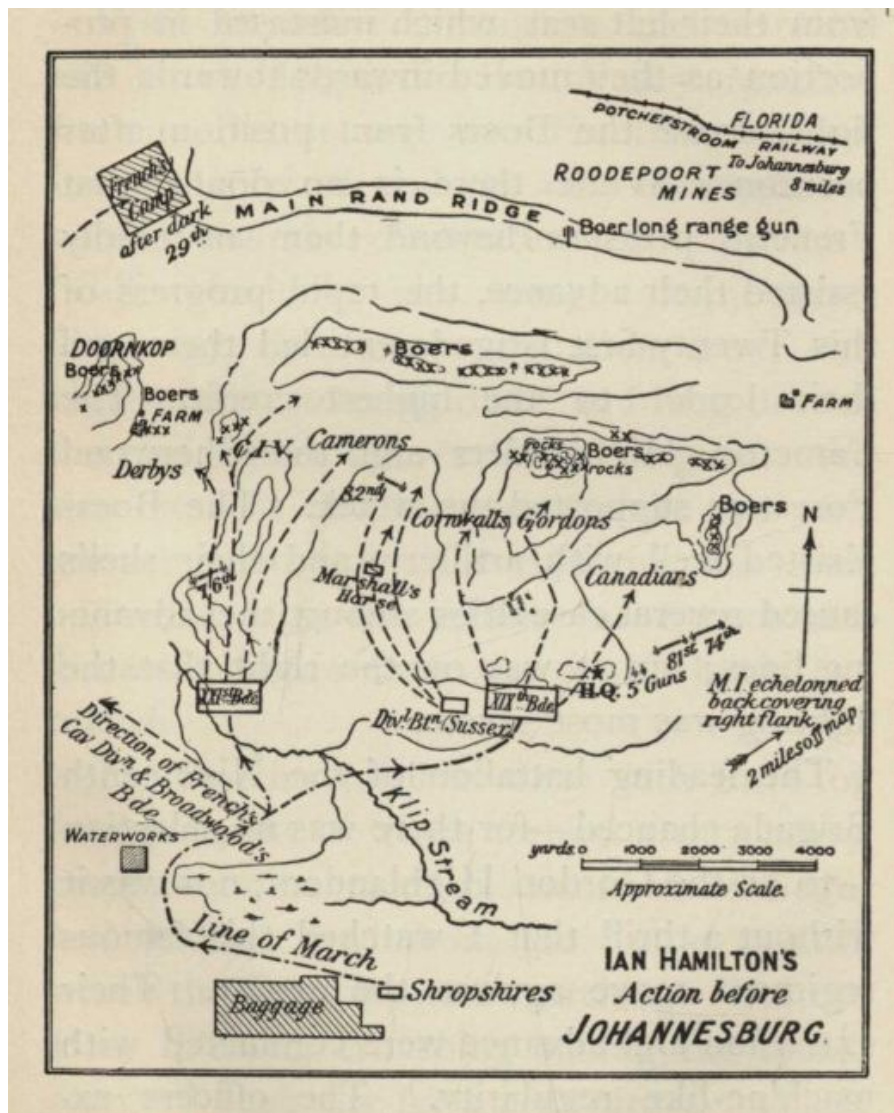 FLORIDA
POTCHEFSTROOM RAILWAY
To Johannesburg
8 miles
ROODEPOORT
MINES
French's
Camp
after dark
29th
MAIN RAND RIDGE
Boer long range gun
DOORNKOP
Boers
Boers
FARM
Boers
FARM
Derbys
C.I.V.
Camerons
82nd
rocks
Boers
rocks
Cornwalls
Gordons
Boers
N
76th
Marshall's
Horse
Canadians
81st
74th
XXIst Bde.
Divl. Btn. (Sussex)
XIXth Bde.
H.Q.
5" Guns
M.I. echelonned
back covering
right flank
2 miles off map
Direction of French's
Cav Divn. & Broadwood's
Bde.
WATERWORKS
Klip Stream
yards. 0 1000 2000 3000 4000
Approximate Scale.
Line of March
Baggage
Shropshires
IAN HAMILTON'S
Action before
JOHANNESBURG.